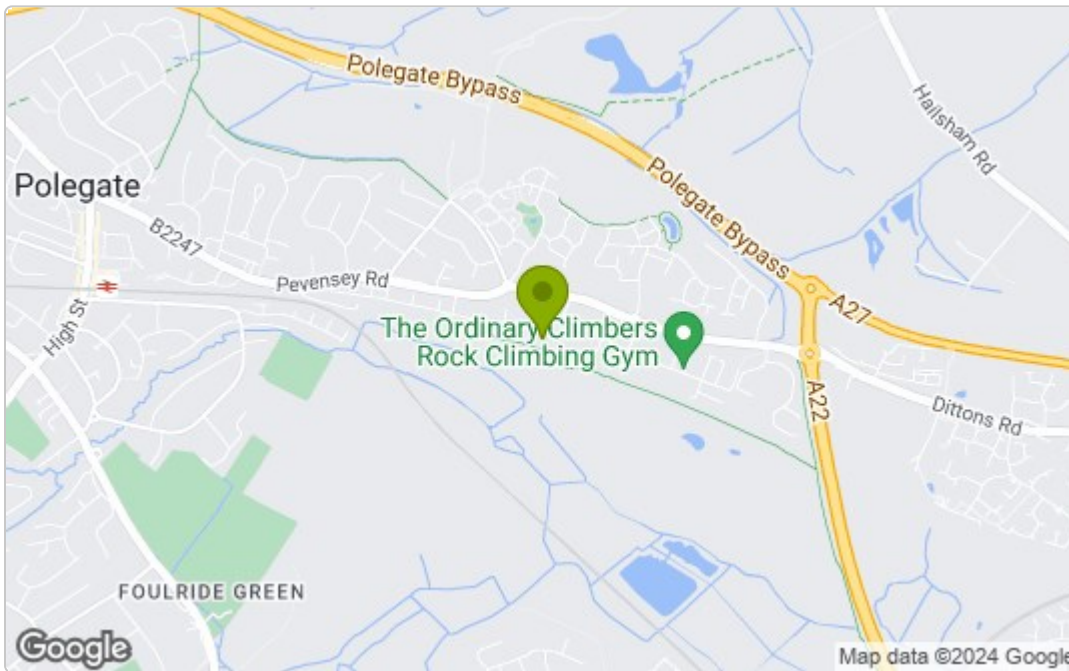 Polegate Bypass
Hailsham Rd
Polegate
Polegate Bypass
B2247
Pevensey Rd
A27
High St
The Ordinary Climbers
Rock Climbing Gym
A22
Dittons Rd
FOULRIDE GREEN
Google
Map data ©2024 Google